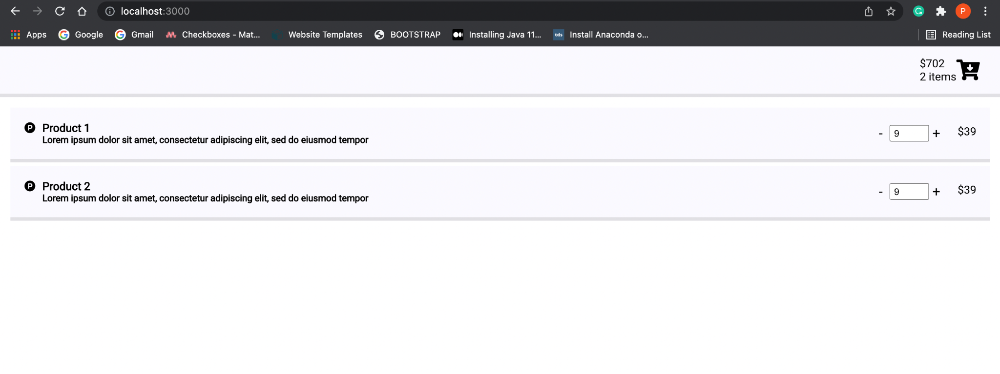 localhost:3000
P
Apps Google Gmail Checkboxes - Mat... Website Templates BOOTSTRAP Installing Java 11... tds Install Anaconda o... Reading List
$702
2 items
P Product 1
Lorem ipsum dolor sit amet, consectetur adipiscing elit, sed do eiusmod tempor
- 9 + $39
P Product 2
Lorem ipsum dolor sit amet, consectetur adipiscing elit, sed do eiusmod tempor
- 9 + $39